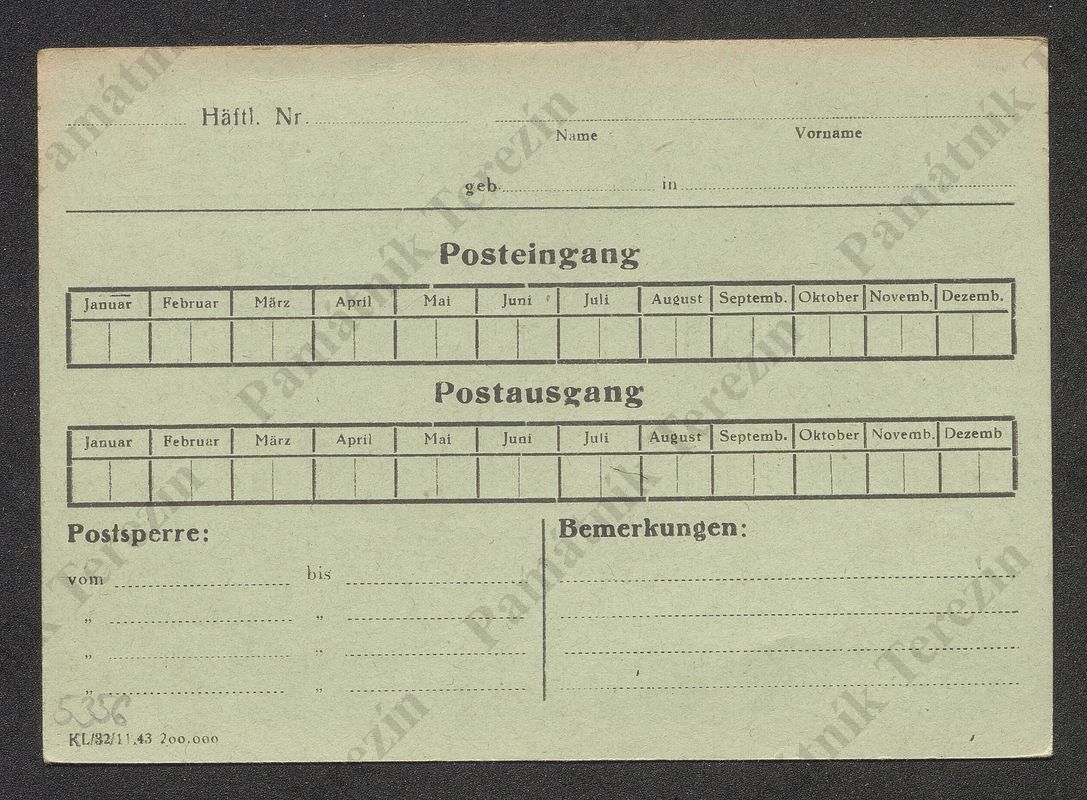 Häftl. Nr.
Name Vorname
geb. in
Posteingang
Januar Februar März April Mai Juni Juli August Septemb. Oktober Novemb. Dezemb.
Postausgang
Januar Februar März April Mai Juni Juli August Septemb. Oktober Novemb. Dezemb
Postsperre: Bemerkungen:
vom bis
„ „
„ „
„ „
5356
KL/32/11.43 200.000
Památník Terezín